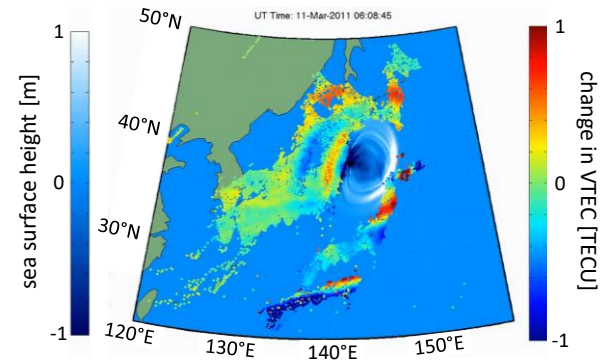 UT Time: 11-Mar-2011 06:08:45
50°N
40°N
30°N
120°E
130°E
140°E
150°E
sea surface height [m]
1
0
-1
change in VTEC [TECU]
1
0
-1